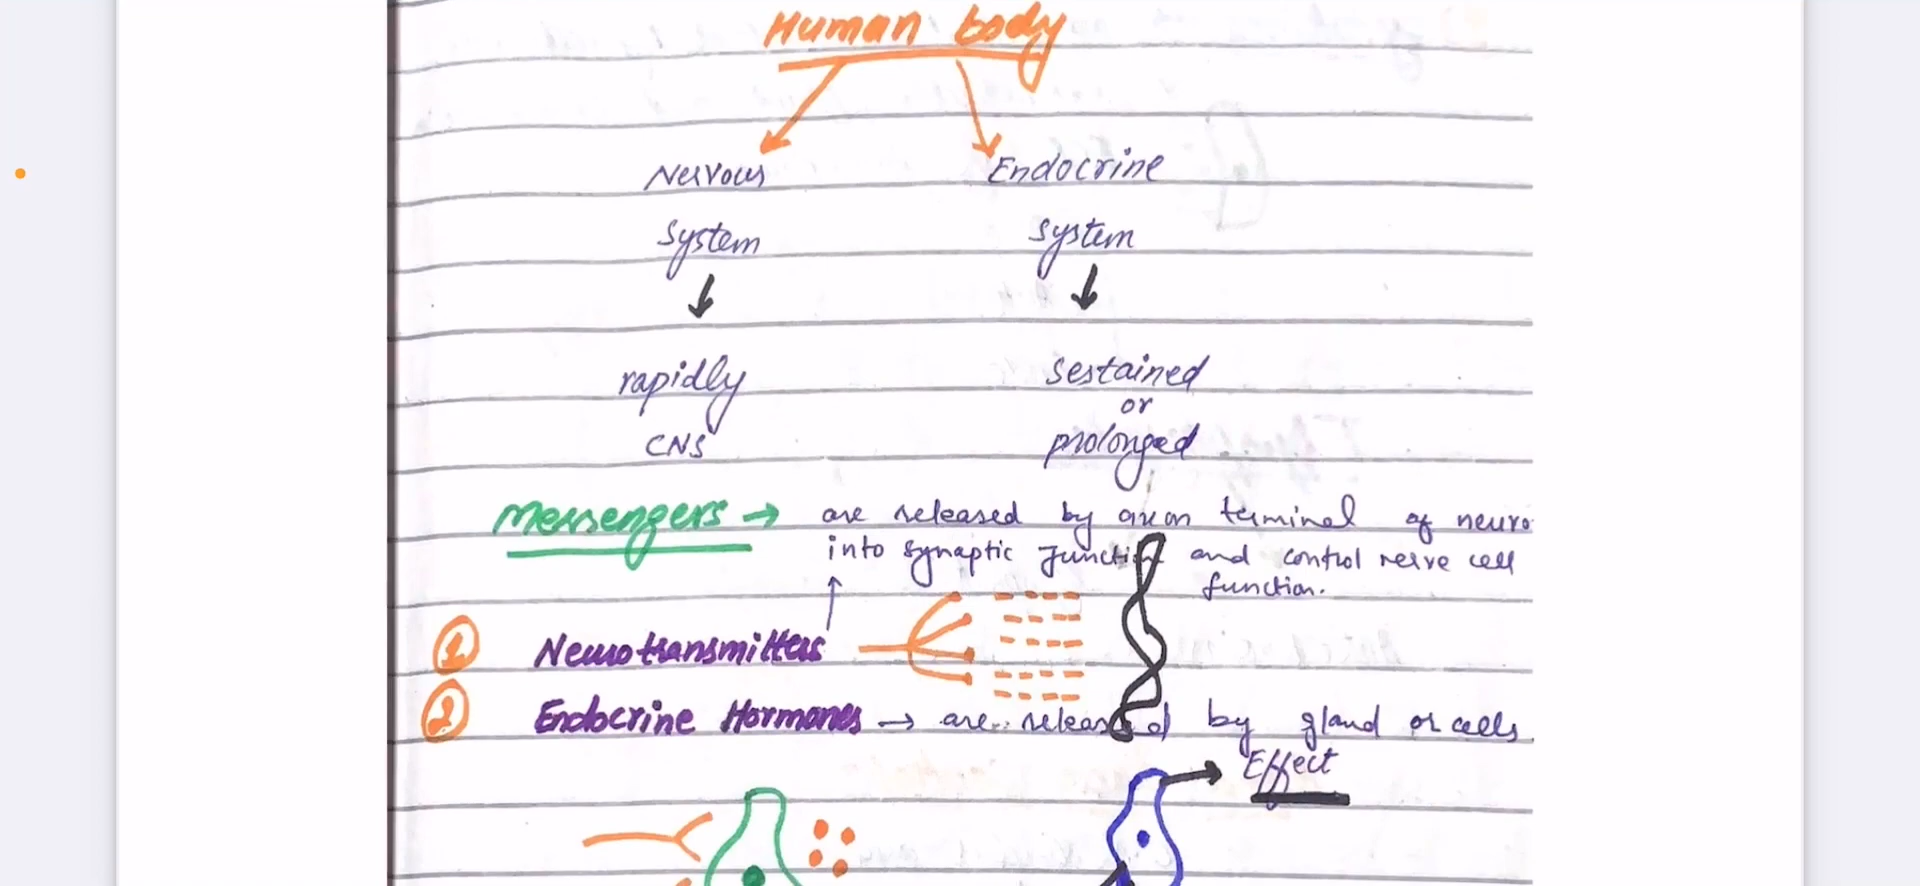 Human body
Nervous Endocrine
System system
rapidly sestained
or
CNS prolonged
Messengers → are released by axon terminal of neuro
into synaptic Junction and control nerve cell
function.
1 Neurotransmitters
2 Endocrine Hormones → are released by gland or cells.
Effect